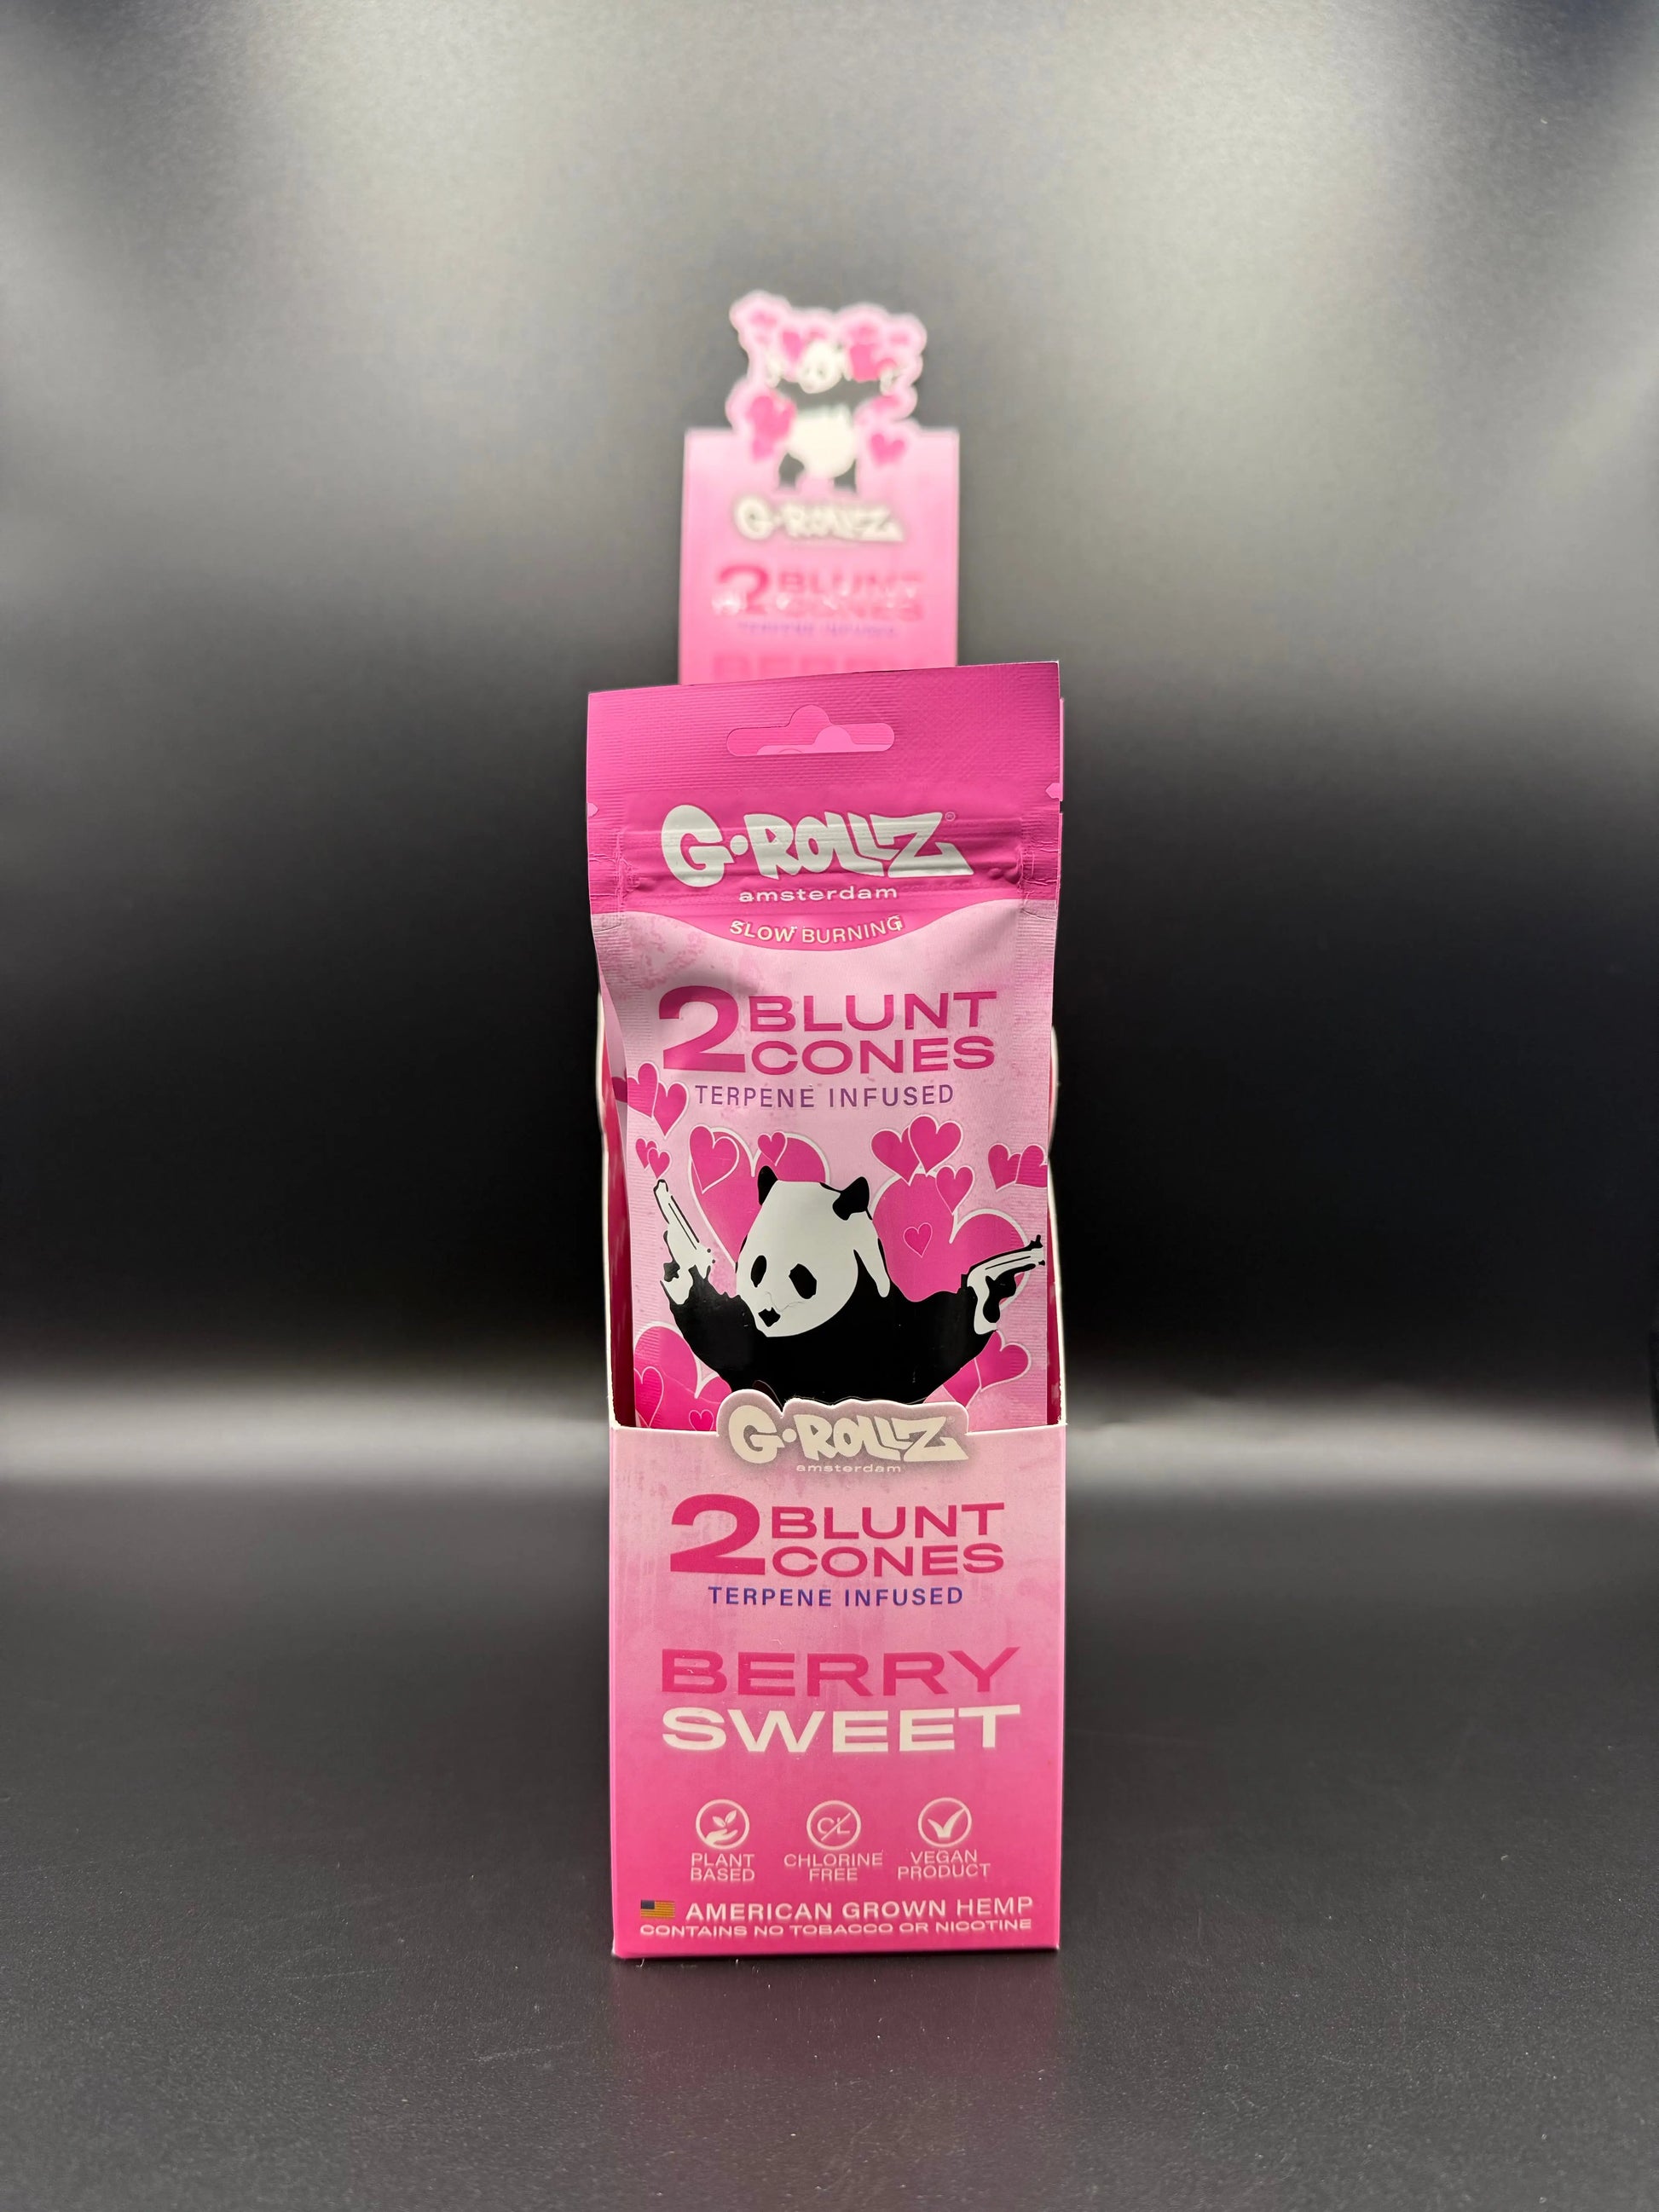 G·ROLLZ
2 BLUNT
CONES
TERPENE INFUSED
G·ROLLZ®
amsterdam
SLOW BURNING
2 BLUNT
CONES
TERPENE INFUSED
G·ROLLZ
amsterdam
2 BLUNT
CONES
TERPENE INFUSED
BERRY
SWEET
PLANT BASED
CL CHLORINE FREE
VEGAN PRODUCT
AMERICAN GROWN HEMP
CONTAINS NO TOBACCO OR NICOTINE